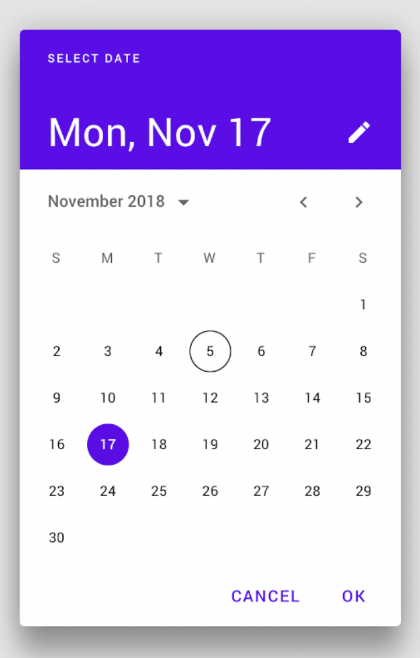 SELECT DATE
Mon, Nov 17
November 2018
S M T W T F S
1
2 3 4 5 6 7 8
9 10 11 12 13 14 15
16 17 18 19 20 21 22
23 24 25 26 27 28 29
30
CANCEL OK